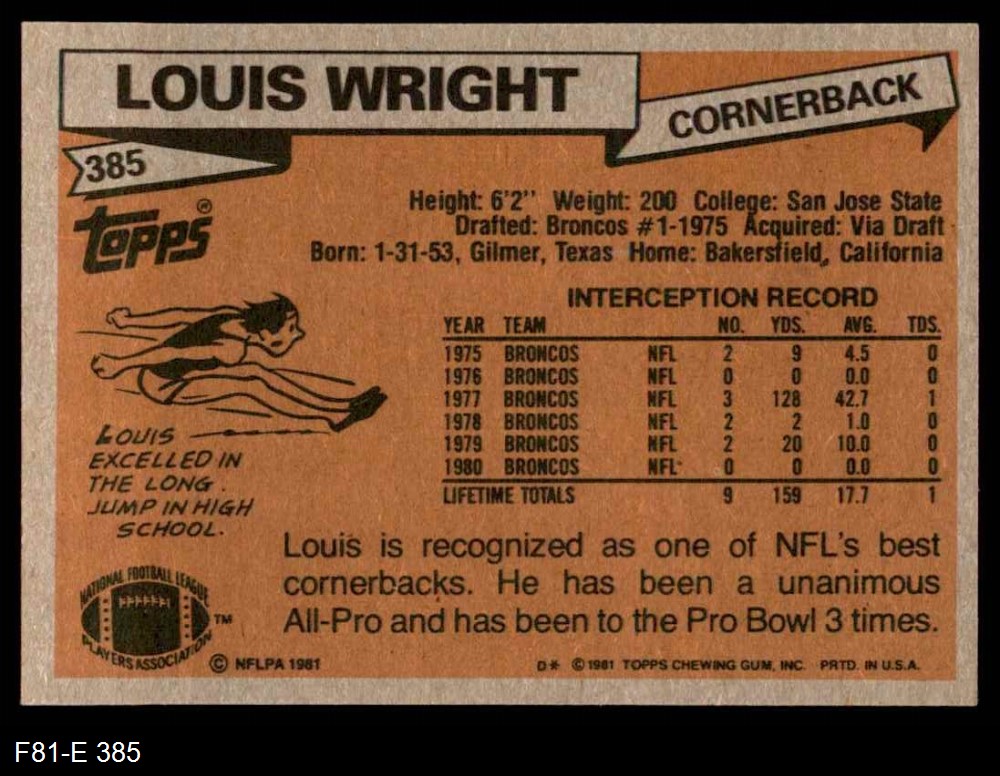 LOUIS WRIGHT
CORNERBACK
385
Topps®
Height: 6'2'' Weight: 200 College: San Jose State
Drafted: Broncos #1-1975 Acquired: Via Draft
Born: 1-31-53, Gilmer, Texas Home: Bakersfield, California
INTERCEPTION RECORD
YEAR TEAM NO. YDS. AVG. TDS.
1975 BRONCOS NFL 2 9 4.5 0
1976 BRONCOS NFL 0 0 0.0 0
1977 BRONCOS NFL 3 128 42.7 1
1978 BRONCOS NFL 2 2 1.0 0
1979 BRONCOS NFL 2 20 10.0 0
1980 BRONCOS NFL 0 0 0.0 0
LIFETIME TOTALS 9 159 17.7 1
LOUIS
EXCELLED IN
THE LONG
JUMP IN HIGH
SCHOOL.
Louis is recognized as one of NFL's best
cornerbacks. He has been a unanimous
All-Pro and has been to the Pro Bowl 3 times.
NATIONAL FOOTBALL LEAGUE
PLAYERS ASSOCIATION
TM
© NFLPA 1981
D* © 1981 TOPPS CHEWING GUM, INC. PRTD. IN U.S.A.
F81-E 385